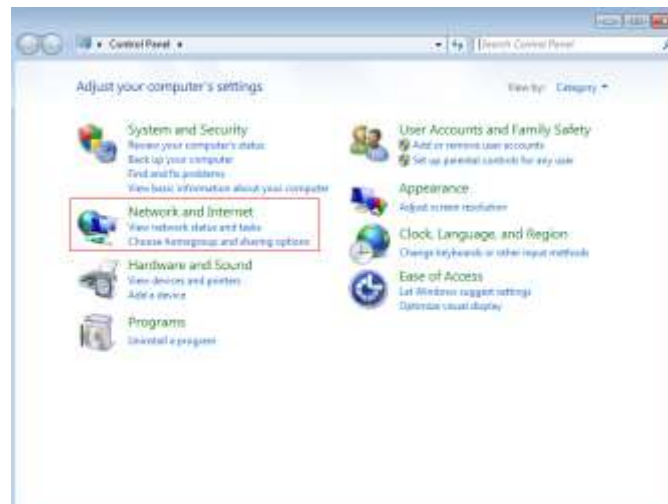 Control Panel
Search Control Panel
Adjust your computer's settings
View by: Category
System and Security
Review your computer's status
Back up your computer
Find and fix problems
View basic information about your computer
Network and Internet
View network status and tasks
Choose homegroup and sharing options
Hardware and Sound
View devices and printers
Add a device
Programs
Uninstall a program
User Accounts and Family Safety
Add or remove user accounts
Set up parental controls for any user
Appearance
Adjust screen resolution
Clock, Language, and Region
Change keyboards or other input methods
Ease of Access
Let Windows suggest settings
Optimize visual display